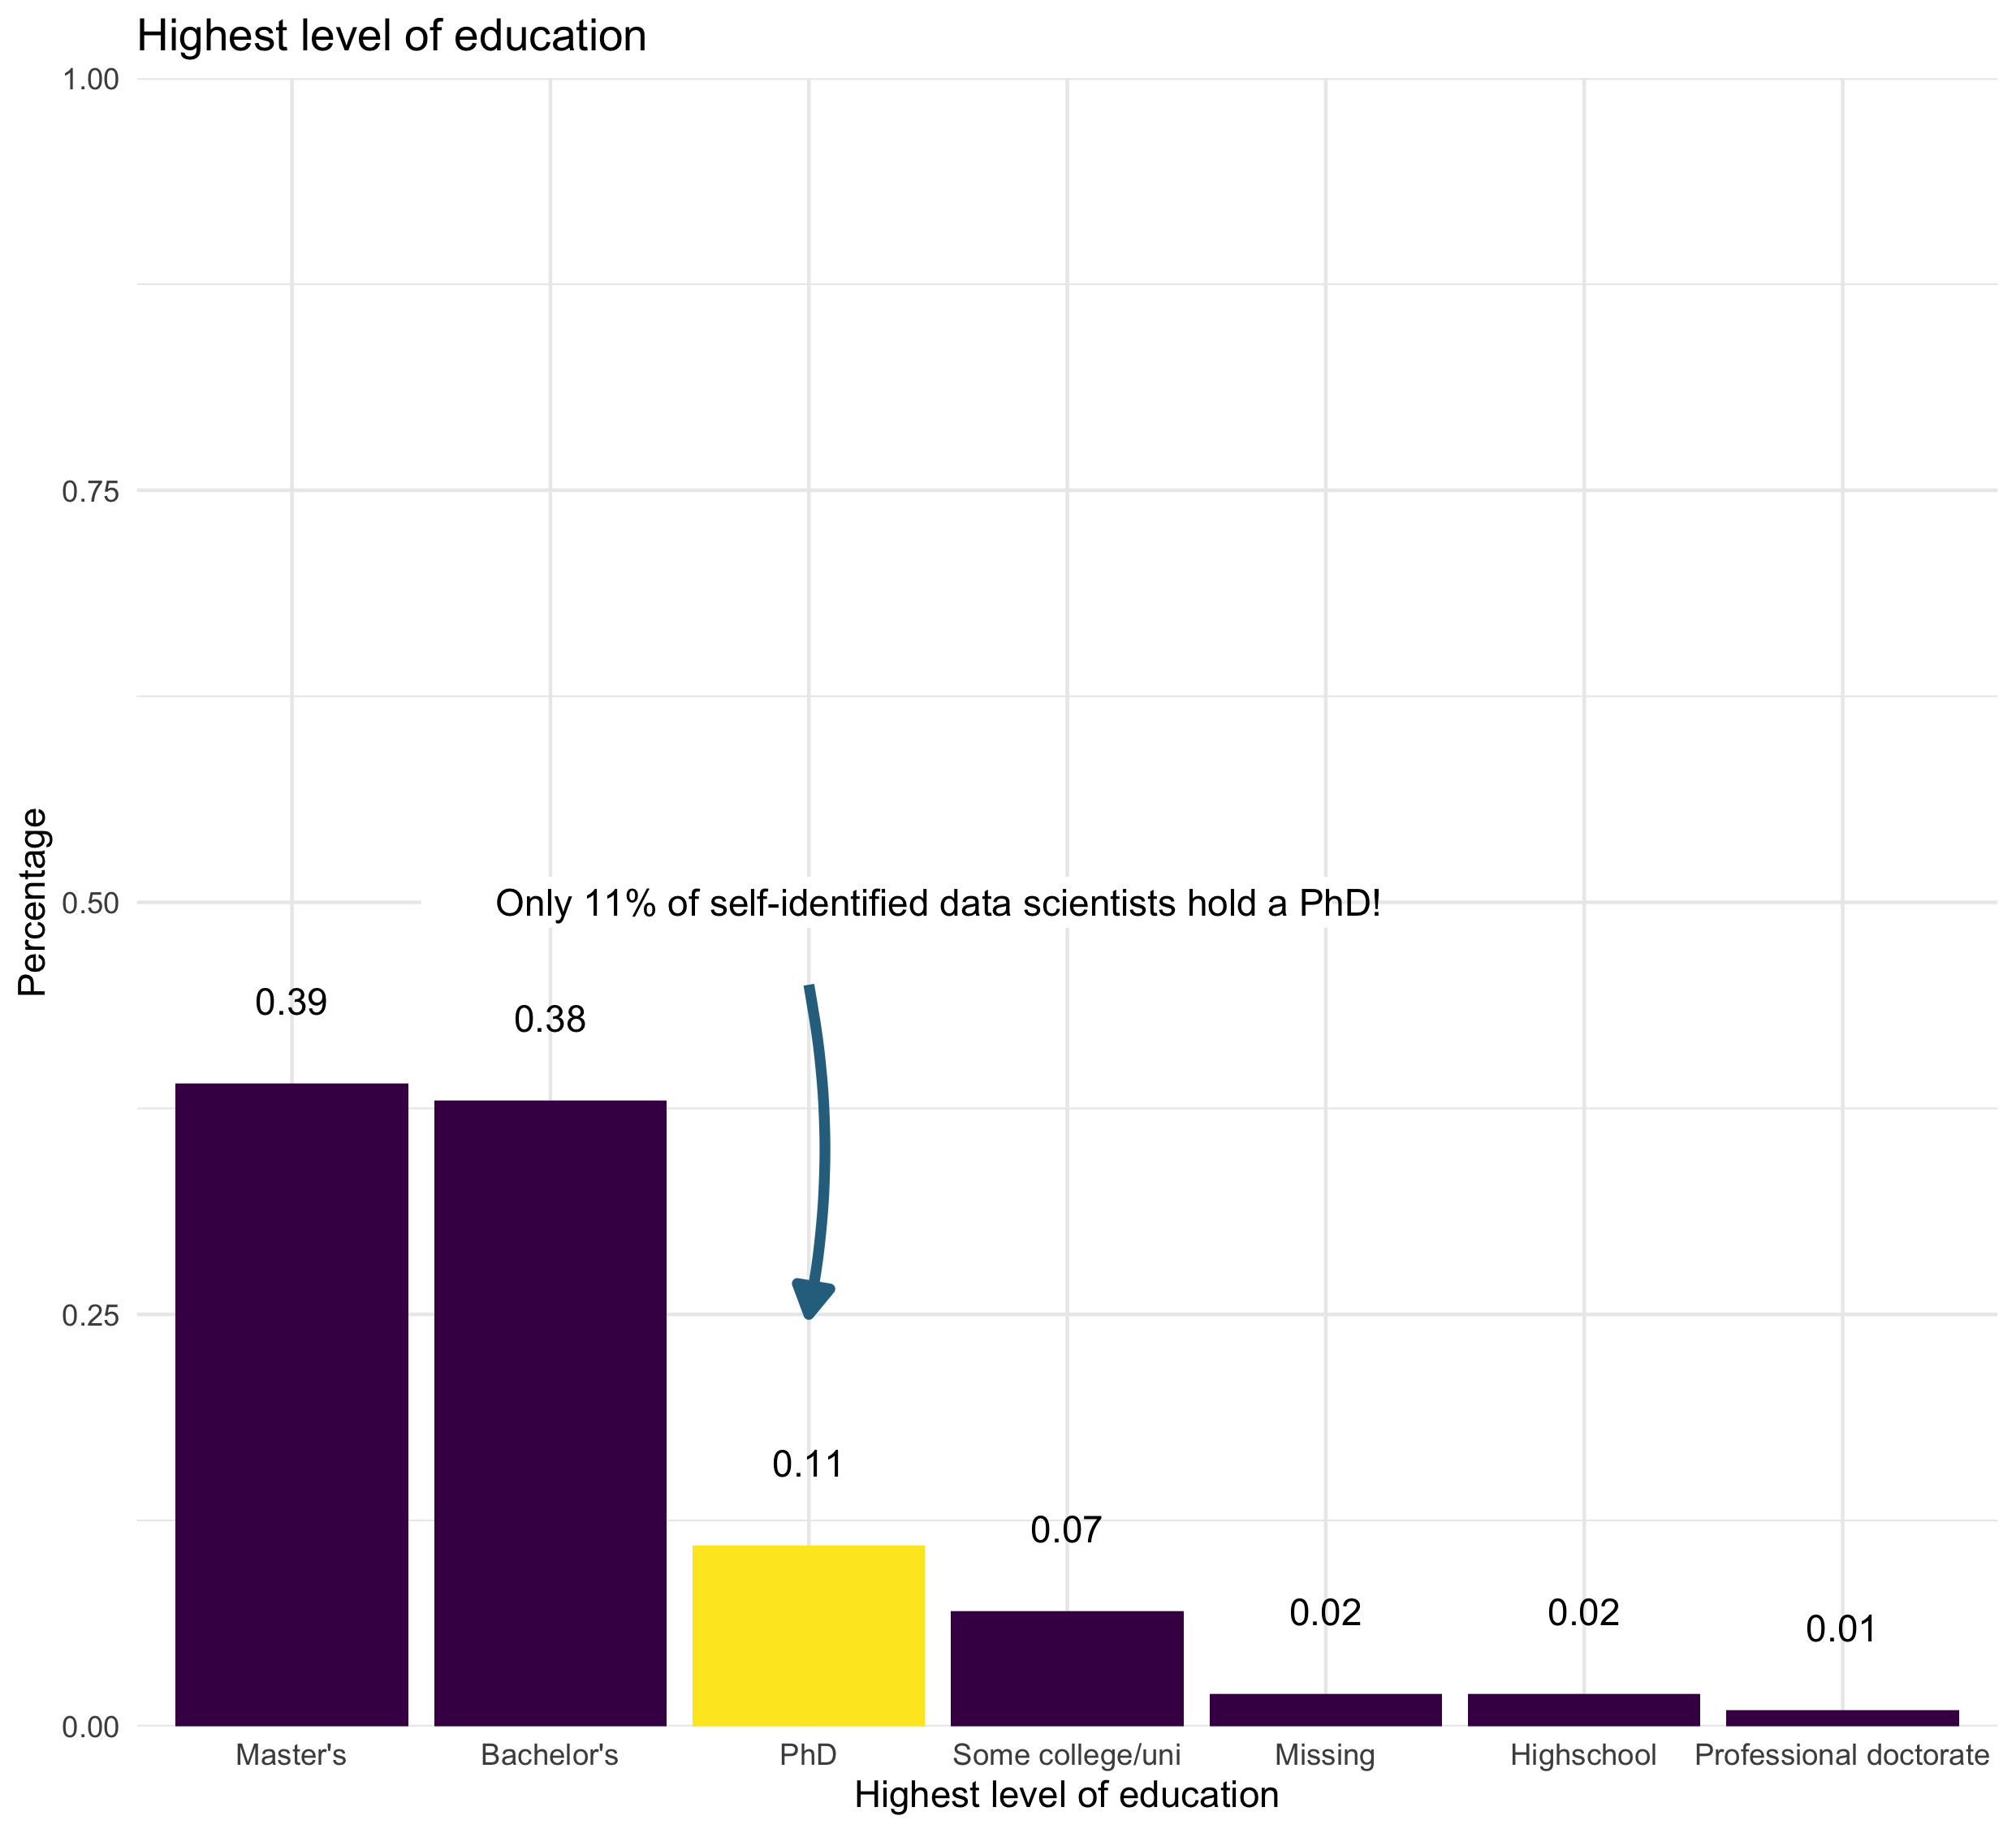 Highest level of education
1.00
0.75
0.50
0.25
0.00
Percentage
Only 11% of self-identified data scientists hold a PhD!
0.39
0.38
0.11
0.07
0.02
0.02
0.01
Master's
Bachelor's
PhD
Some college/uni
Missing
Highschool
Professional doctorate
Highest level of education